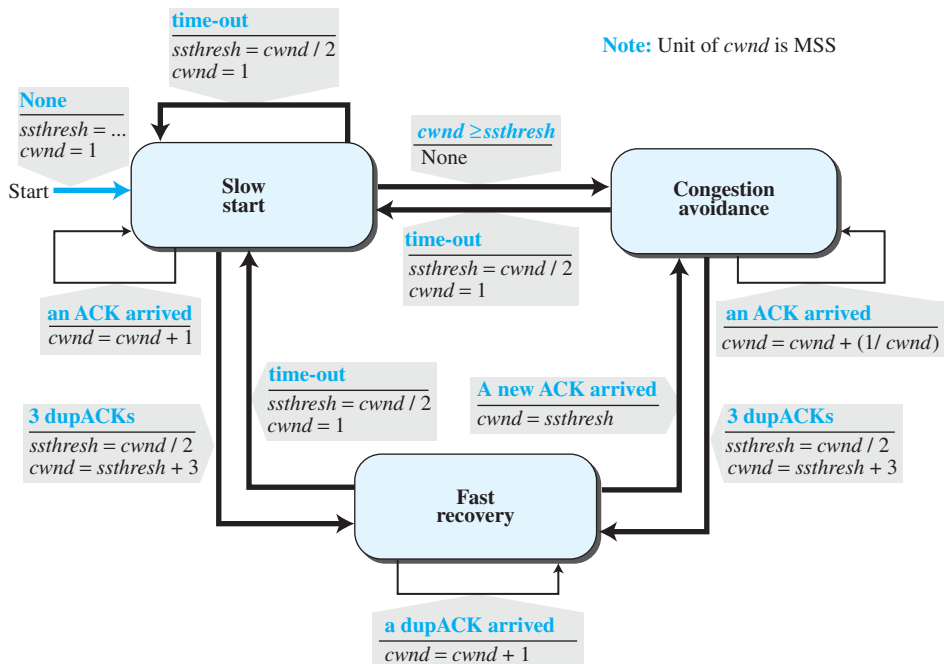 time-out
ssthresh = cwnd / 2
cwnd = 1
Note: Unit of cwnd is MSS
None
ssthresh = ...
cwnd = 1
Start
Slow
start
cwnd ≥ssthresh
None
Congestion
avoidance
time-out
ssthresh = cwnd / 2
cwnd = 1
an ACK arrived
cwnd = cwnd + 1
an ACK arrived
cwnd = cwnd + (1/ cwnd)
time-out
ssthresh = cwnd / 2
cwnd = 1
A new ACK arrived
cwnd = ssthresh
3 dupACKs
ssthresh = cwnd / 2
cwnd = ssthresh + 3
3 dupACKs
ssthresh = cwnd / 2
cwnd = ssthresh + 3
Fast
recovery
a dupACK arrived
cwnd = cwnd + 1